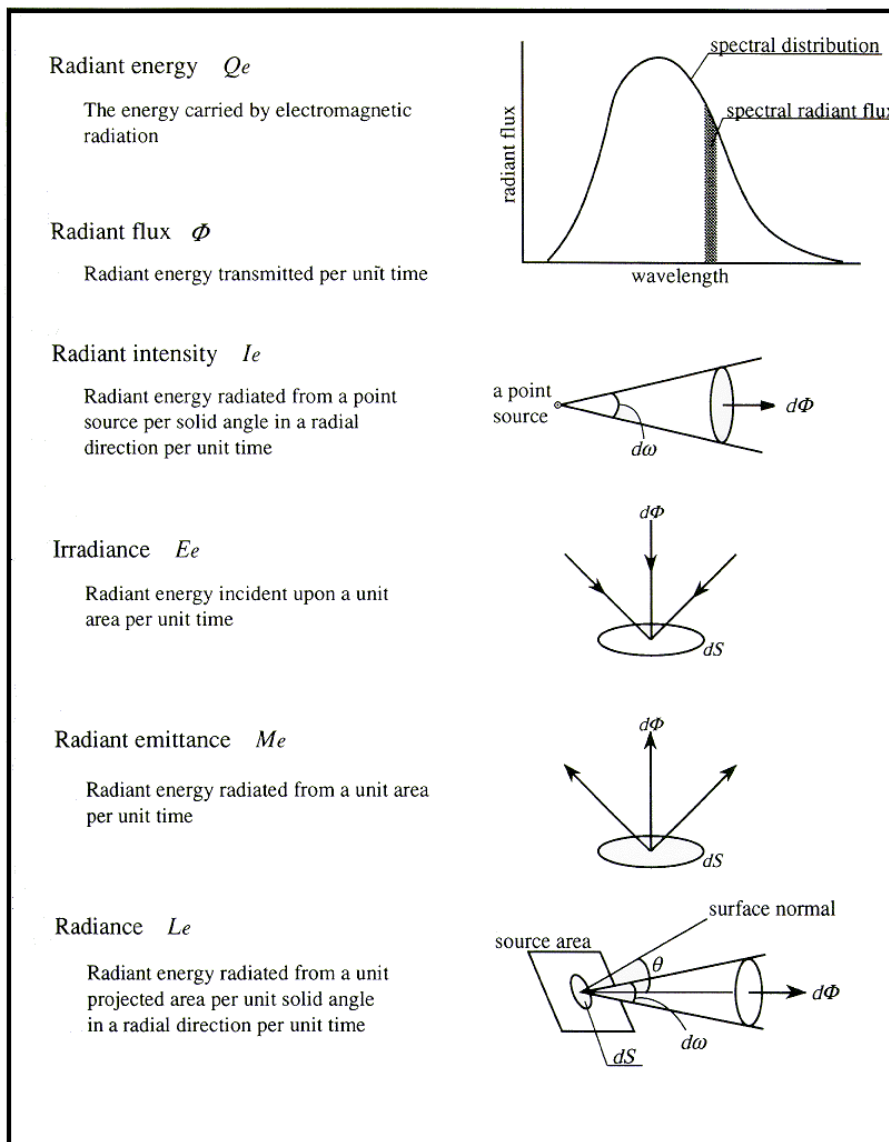 Radiant energy Qe
The energy carried by electromagnetic
radiation
spectral distribution
spectral radiant flux
radiant flux
wavelength
Radiant flux Φ
Radiant energy transmitted per unit time
Radiant intensity Ie
Radiant energy radiated from a point
source per solid angle in a radial
direction per unit time
a point
source
dω
dΦ
Irradiance Ee
Radiant energy incident upon a unit
area per unit time
dΦ
dS
Radiant emittance Me
Radiant energy radiated from a unit area
per unit time
dΦ
dS
Radiance Le
Radiant energy radiated from a unit
projected area per unit solid angle
in a radial direction per unit time
surface normal
source area
θ
dΦ
dω
dS